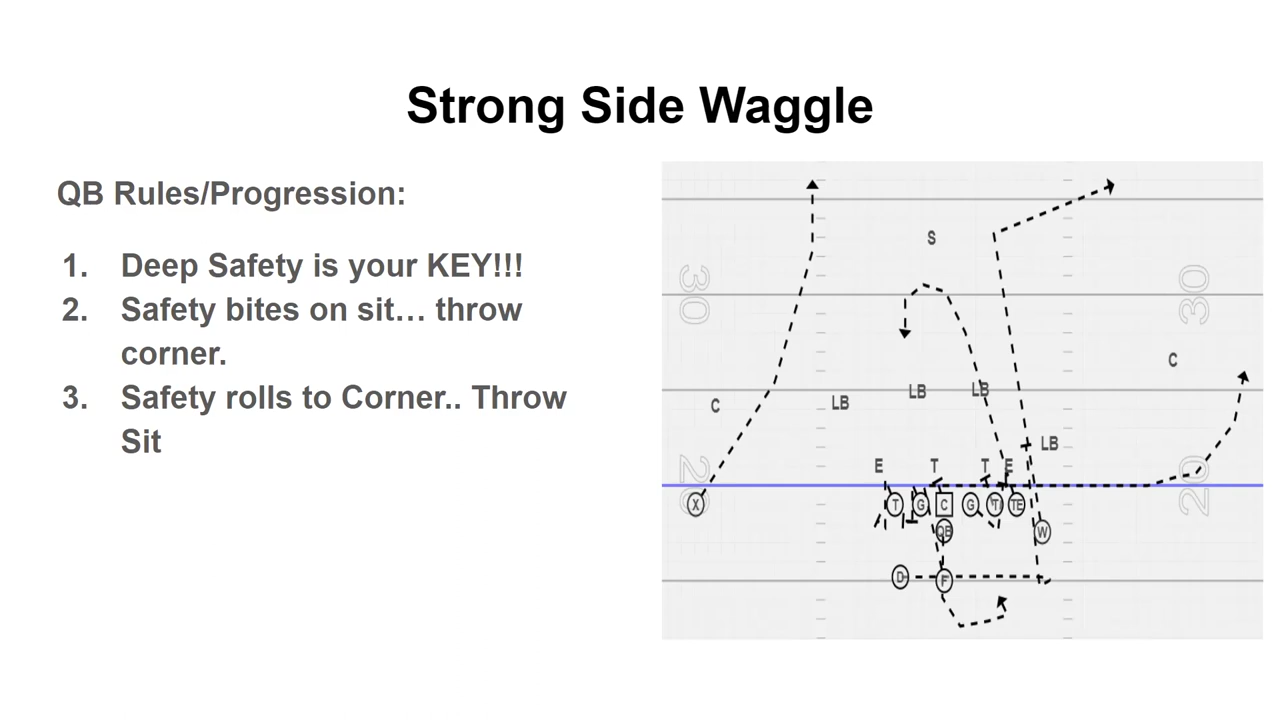 Strong Side Waggle
QB Rules/Progression:
1. Deep Safety is your KEY!!!
2. Safety bites on sit... throw
corner.
3. Safety rolls to Corner.. Throw
Sit
S
30 30
C
LB LB LB C
LB
E T T E
20 20
X T G C G T TE
QB W
D F